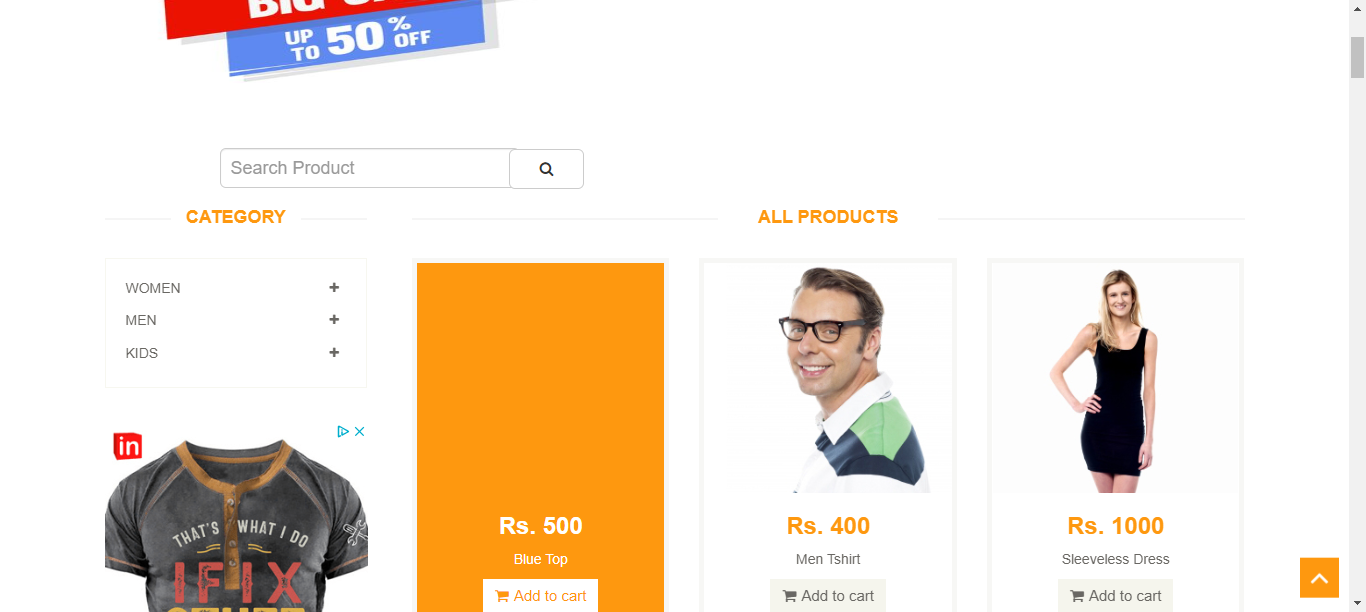 UP TO 50% OFF
Search Product
CATEGORY
ALL PRODUCTS
WOMEN
MEN
KIDS
in
THAT'S WHAT I DO
I FIX
Rs. 500
Blue Top
Add to cart
Rs. 400
Men Tshirt
Add to cart
Rs. 1000
Sleeveless Dress
Add to cart